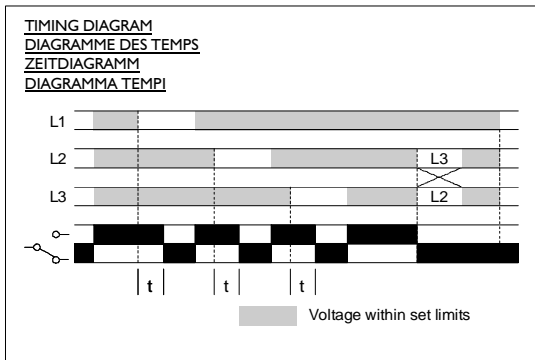 TIMING DIAGRAM
DIAGRAMME DES TEMPS
ZEITDIAGRAMM
DIAGRAMMA TEMPI
L1
L2 L3
L3 L2
t t t
Voltage within set limits